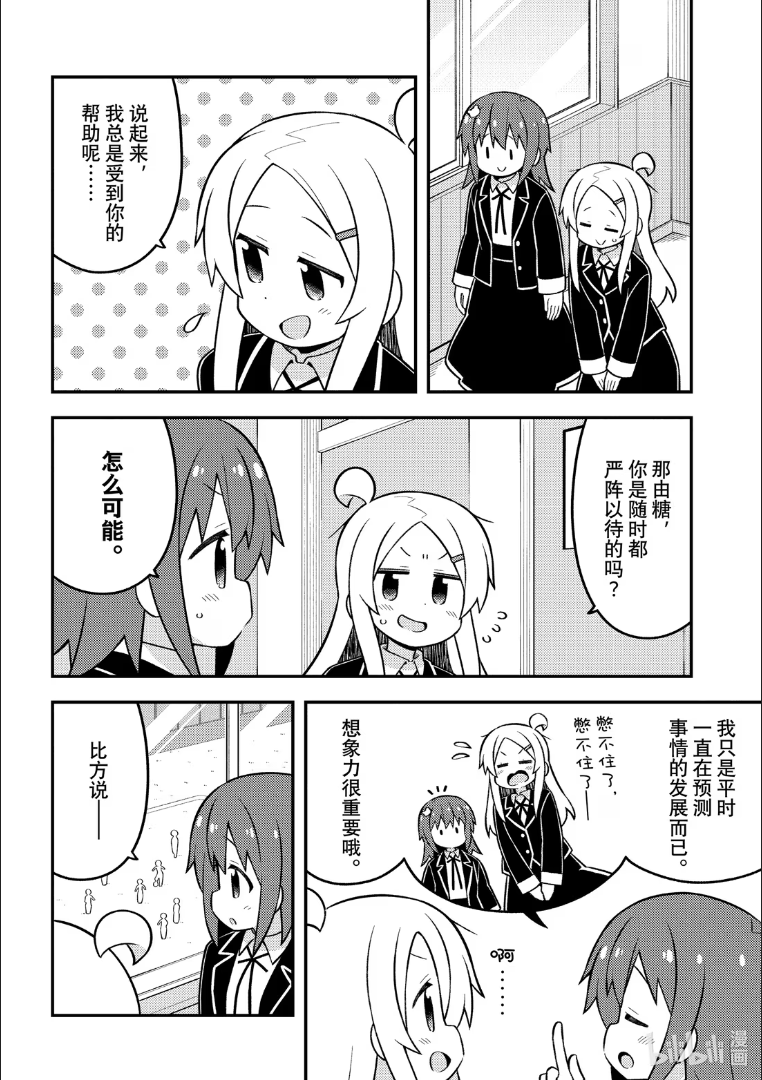 说起来，
我总是受到你的
帮助呢……
那由糖，
你是随时都
严阵以待的吗？
怎么可能。
我只是平时
一直在预测
事情的发展而已。
憋不住了，
憋不住了——
想象力很重要哦。
啊……
比方说——
bilibili
漫画